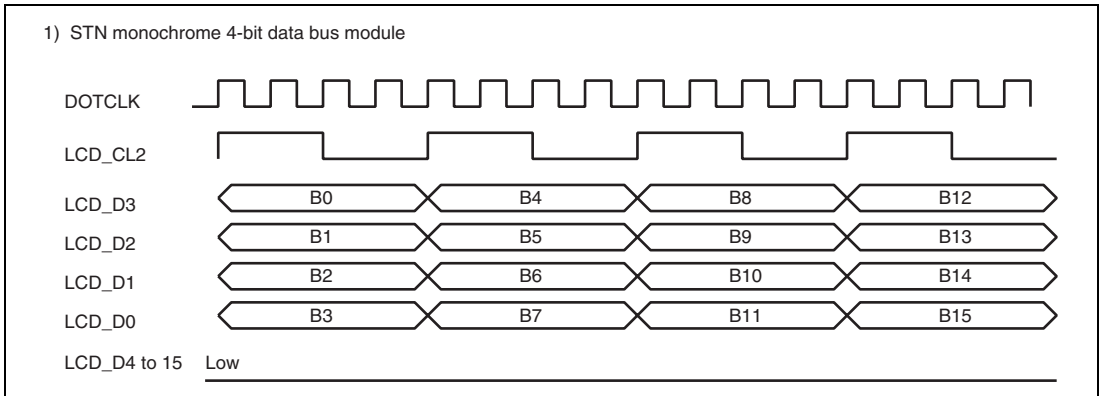 1) STN monochrome 4-bit data bus module
DOTCLK
LCD_CL2
LCD_D3 B0 B4 B8 B12
LCD_D2 B1 B5 B9 B13
LCD_D1 B2 B6 B10 B14
LCD_D0 B3 B7 B11 B15
LCD_D4 to 15 Low